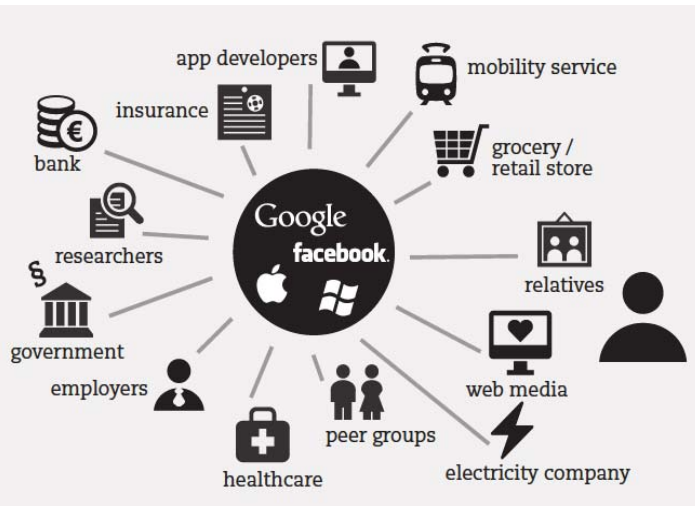 app developers
mobility service
insurance
€
bank
grocery /
retail store
Google
facebook.
researchers
§
relatives
government
employers
web media
peer groups
healthcare
electricity company